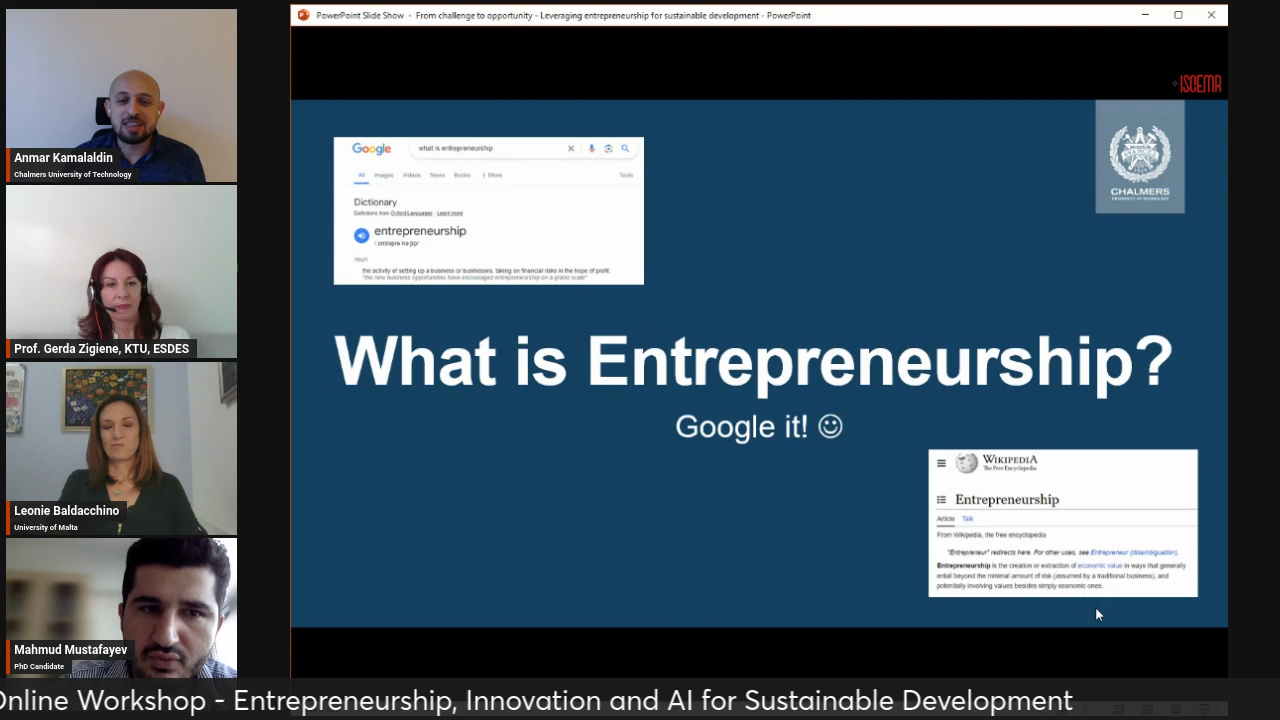 PowerPoint Slide Show - From challenge to opportunity - Leveraging entrepreneurship for sustainable development - PowerPoint
ISCEMA
CHALMERS
UNIVERSITY OF TECHNOLOGY
Google
what is entrepreneurship
All Images Videos News Books More Tools
Dictionary
Definitions from Oxford Languages · Learn more
entrepreneurship
noun
the activity of setting up a business or businesses, taking on financial risks in the hope of profit.
"the new business opportunities have encouraged entrepreneurship on a grand scale"
What is Entrepreneurship?
Google it! ☺
WIKIPEDIA
The Free Encyclopedia
Entrepreneurship
Article Talk
From Wikipedia, the free encyclopedia
"Entrepreneur" redirects here. For other uses, see Entrepreneur (disambiguation).
Entrepreneurship is the creation or extraction of economic value in ways that generally
entail beyond the minimal amount of risk (assumed by a traditional business), and
potentially involving values besides simply economic ones.
Anmar Kamalaldin
Chalmers University of Technology
Prof. Gerda Zigiene, KTU, ESDES
Leonie Baldacchino
University of Malta
Mahmud Mustafayev
PhD Candidate
Online Workshop - Entrepreneurship, Innovation and AI for Sustainable Development